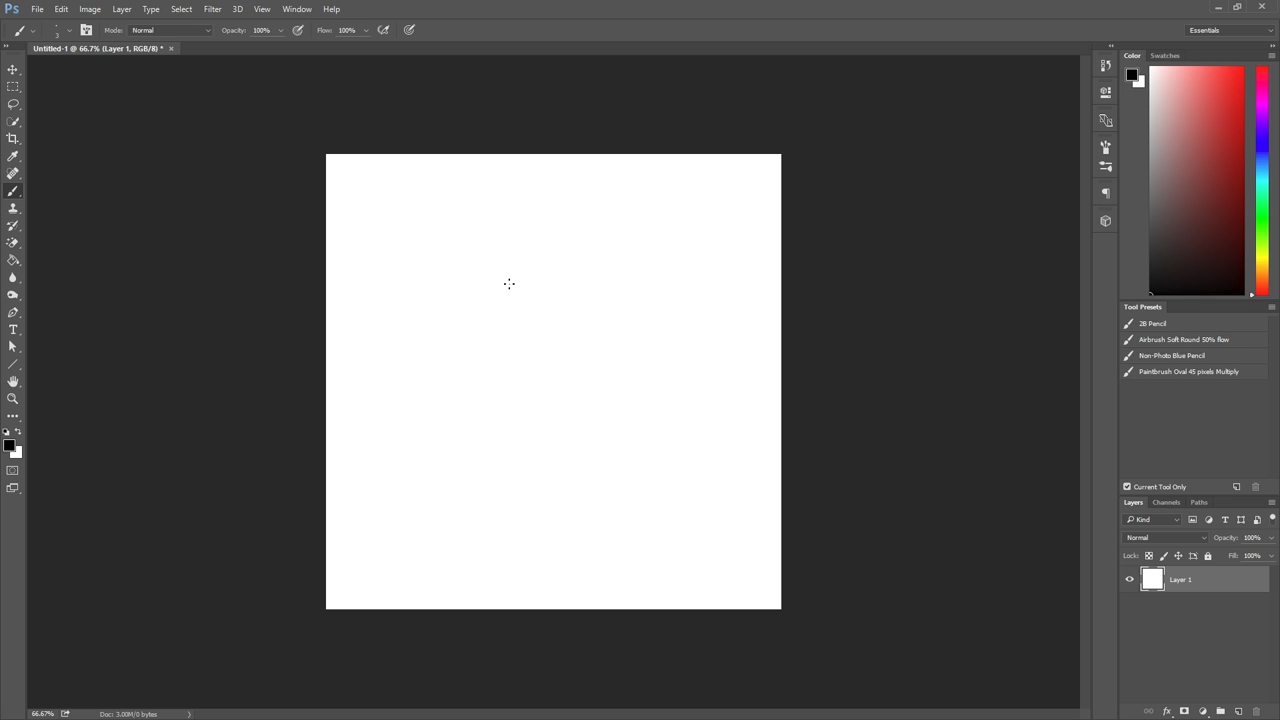 Ps File Edit Image Layer Type Select Filter 3D View Window Help
3 Mode: Normal Opacity: 100% Flow: 100% Essentials
Untitled-1 @ 66.7% (Layer 1, RGB/8) * ×
Color Swatches
Tool Presets
2B Pencil
Airbrush Soft Round 50% flow
Non-Photo Blue Pencil
Paintbrush Oval 45 pixels Multiply
Current Tool Only
Layers Channels Paths
Kind
Normal Opacity: 100%
Lock: Fill: 100%
Layer 1
66.67% Doc: 3.00M/0 bytes